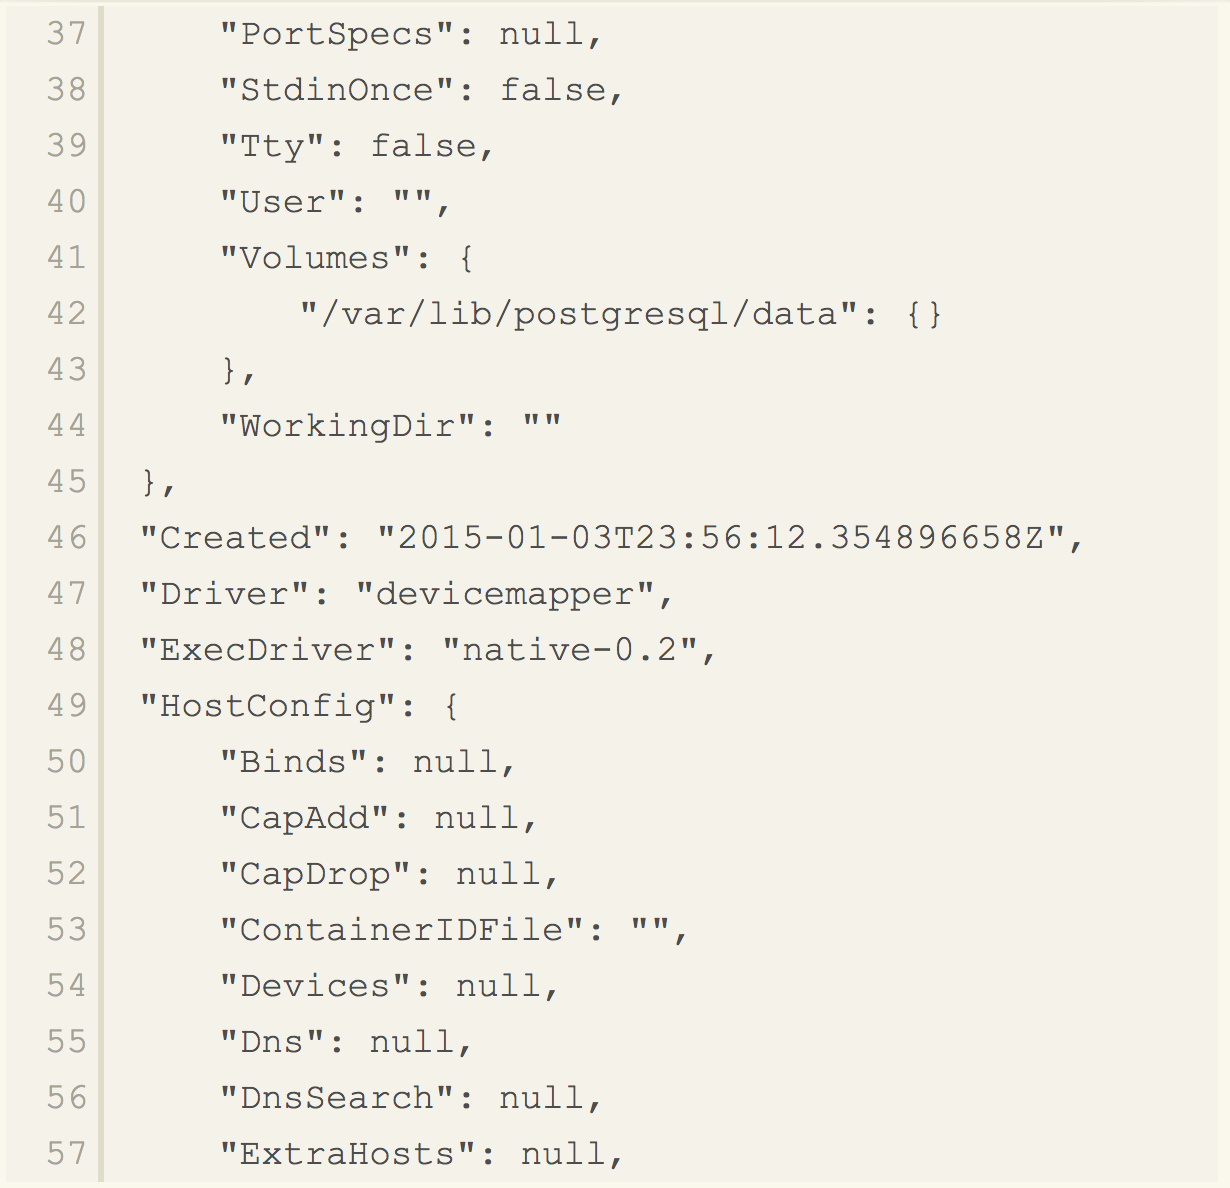 37 "PortSpecs": null,
38 "StdinOnce": false,
39 "Tty": false,
40 "User": "",
41 "Volumes": {
42 "/var/lib/postgresql/data": {}
43 },
44 "WorkingDir": ""
45 },
46 "Created": "2015-01-03T23:56:12.354896658Z",
47 "Driver": "devicemapper",
48 "ExecDriver": "native-0.2",
49 "HostConfig": {
50 "Binds": null,
51 "CapAdd": null,
52 "CapDrop": null,
53 "ContainerIDFile": "",
54 "Devices": null,
55 "Dns": null,
56 "DnsSearch": null,
57 "ExtraHosts": null,